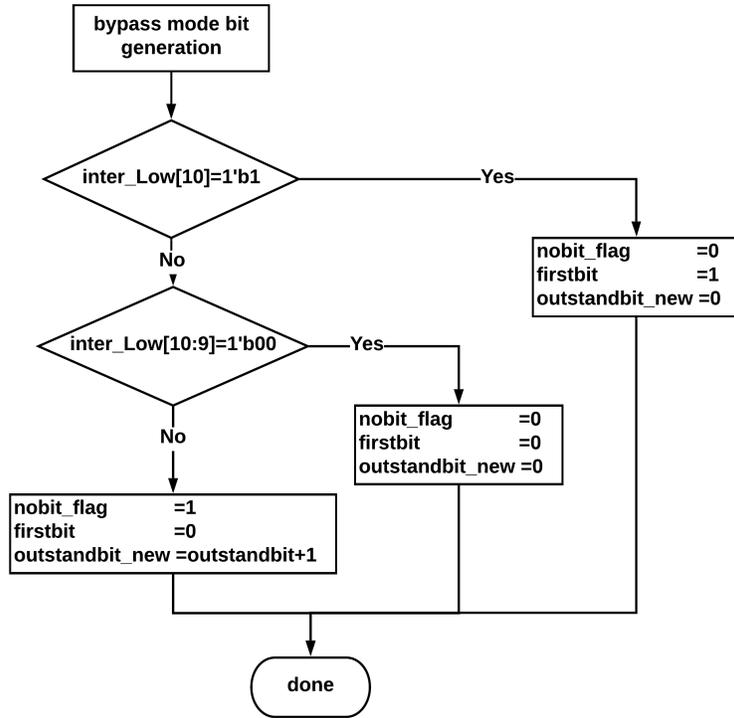 bypass mode bit
generation
inter_Low[10]=1'b1
Yes
No
nobit_flag =0
firstbit =1
outstandbit_new =0
inter_Low[10:9]=1'b00
Yes
No
nobit_flag =0
firstbit =0
outstandbit_new =0
nobit_flag =1
firstbit =0
outstandbit_new =outstandbit+1
done